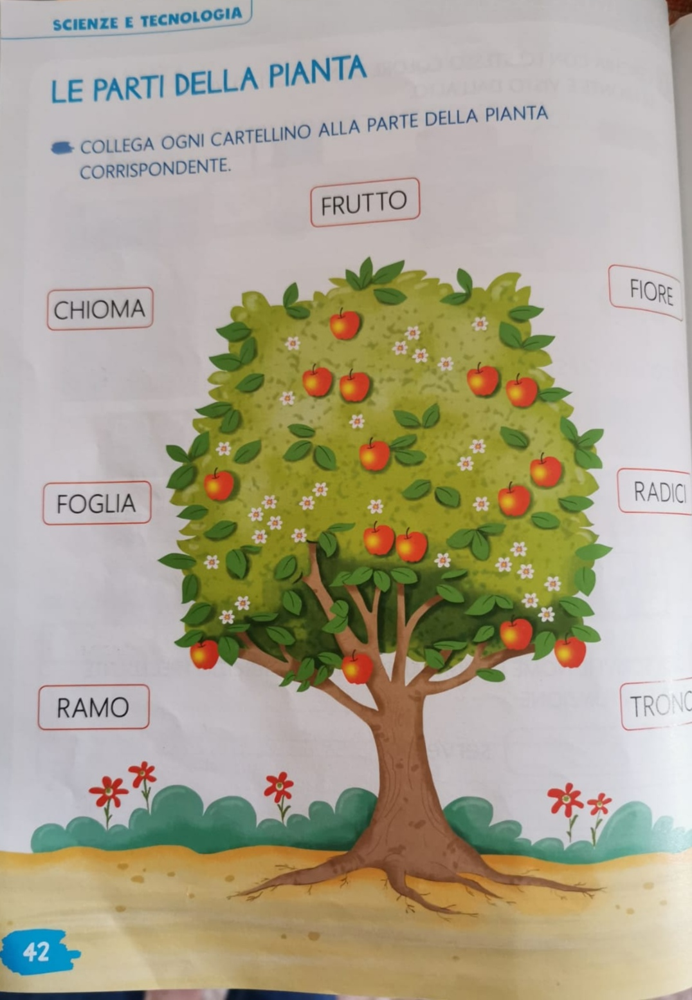 SCIENZE E TECNOLOGIA
LE PARTI DELLA PIANTA
COLLEGA OGNI CARTELLINO ALLA PARTE DELLA PIANTA
CORRISPONDENTE.
FRUTTO
CHIOMA
FIORE
FOGLIA
RADICI
RAMO
TRONC
42